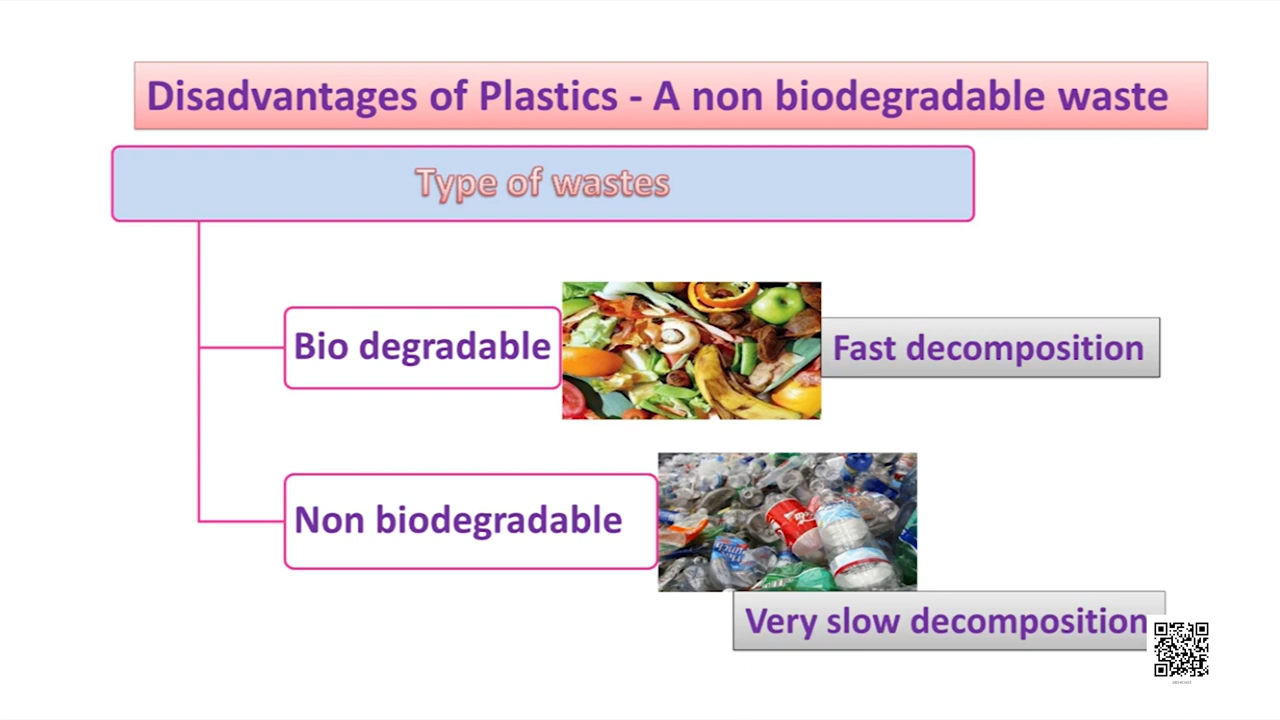 Disadvantages of Plastics - A non biodegradable waste
Type of wastes
Bio degradable
Fast decomposition
Non biodegradable
Very slow decomposition